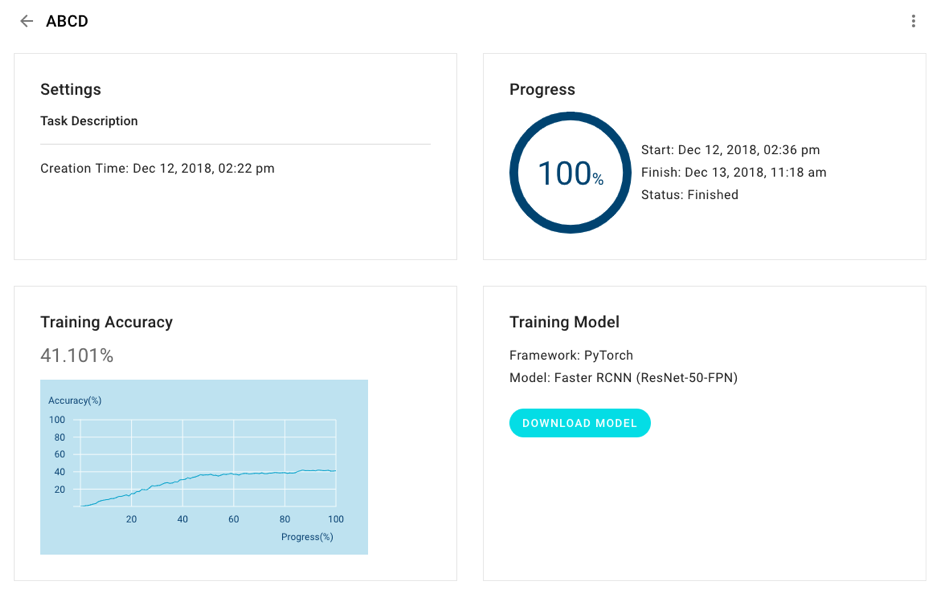 ABCD
Settings
Task Description
Creation Time: Dec 12, 2018, 02:22 pm
Progress
100%
Start: Dec 12, 2018, 02:36 pm
Finish: Dec 13, 2018, 11:18 am
Status: Finished
Training Accuracy
41.101%
Accuracy(%)
100
80
60
40
20
20 40 60 80 100
Progress(%)
Training Model
Framework: PyTorch
Model: Faster RCNN (ResNet-50-FPN)
DOWNLOAD MODEL